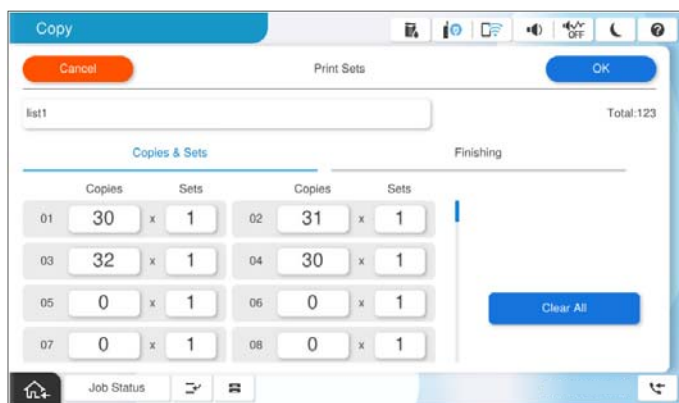 Copy
OFF
Cancel Print Sets OK
list1 Total:123
Copies & Sets Finishing
Copies Sets Copies Sets
01 30 x 1 02 31 x 1
03 32 x 1 04 30 x 1
05 0 x 1 06 0 x 1
Clear All
07 0 x 1 08 0 x 1
Job Status